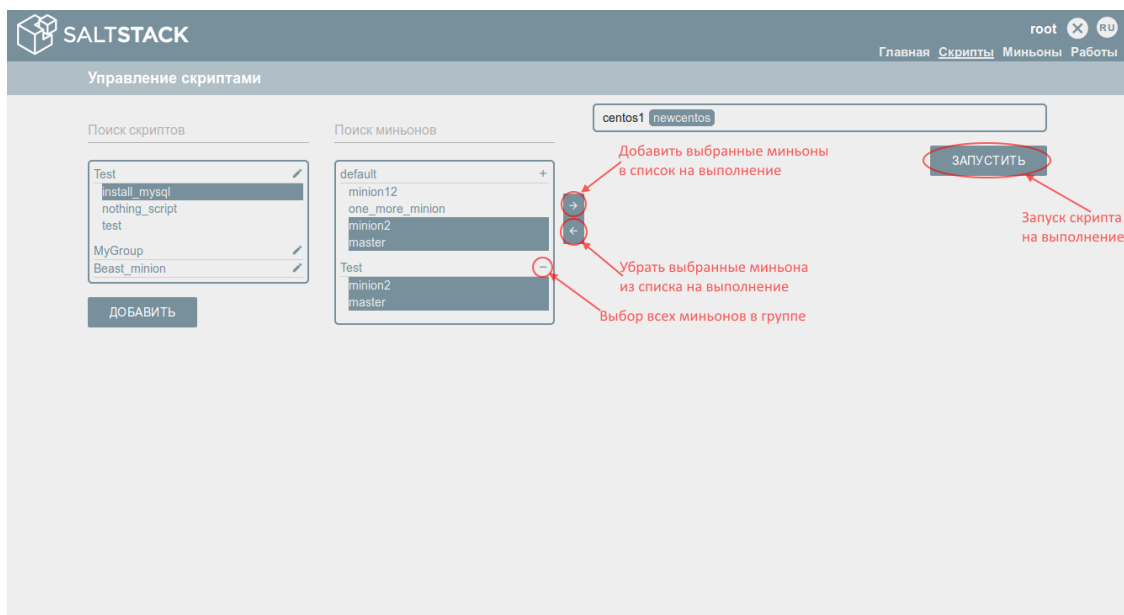 SALTSTACK
root
RU
Главная Скрипты Миньоны Работы
Управление скриптами
Поиск скриптов
Test
install_mysql
nothing_script
test
MyGroup
Beast_minion
ДОБАВИТЬ
Поиск миньонов
default +
minion12
one_more_minion
minion2
master
Test −
minion2
master
centos1 newcentos
Добавить выбранные миньоны
в список на выполнение
ЗАПУСТИТЬ
Запуск скрипта
на выполнение
Убрать выбранные миньона
из списка на выполнение
Выбор всех миньонов в группе